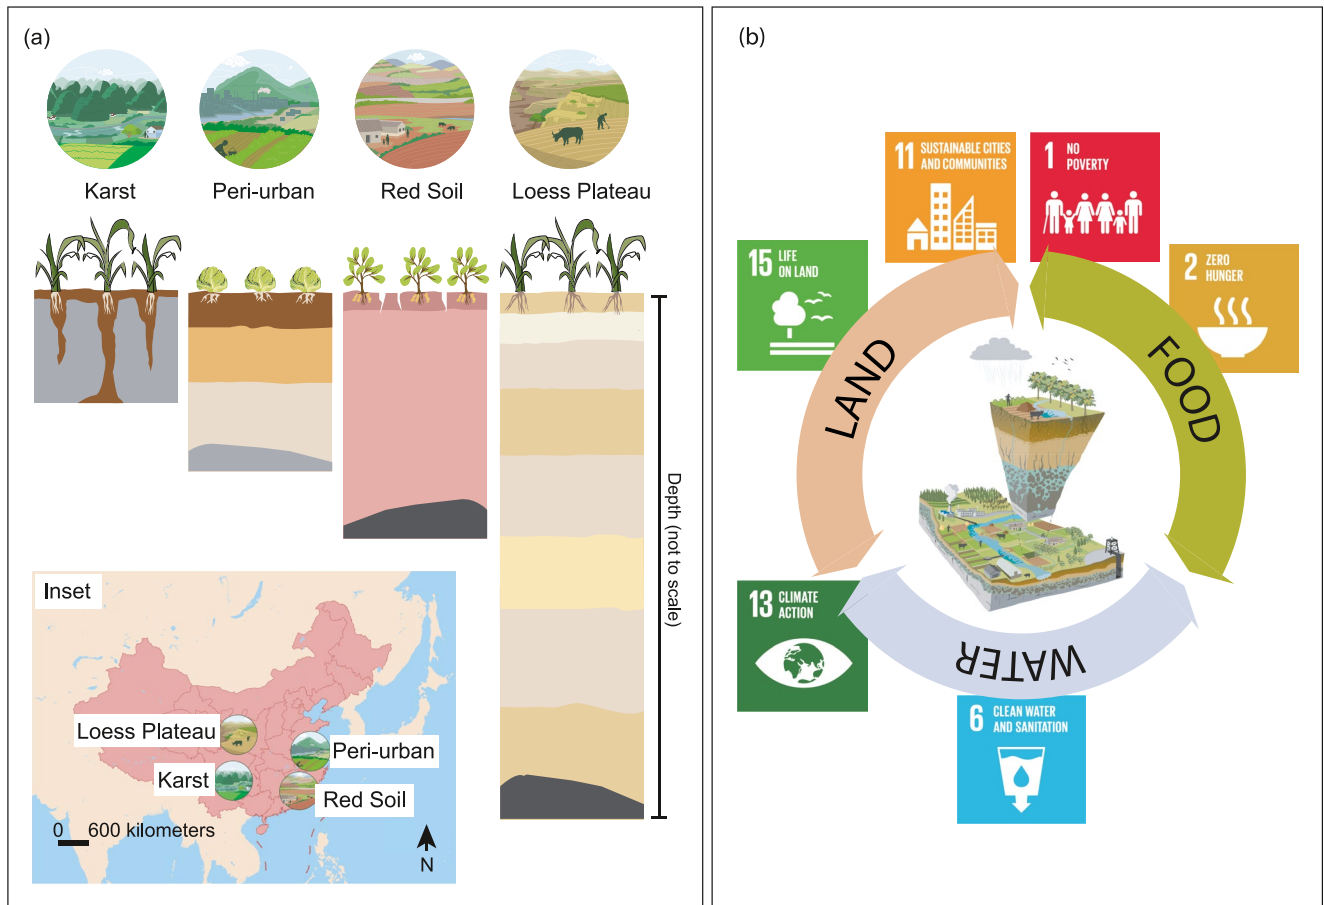 (a)
Karst
Peri-urban
Red Soil
Loess Plateau
Depth (not to scale)
Inset
Loess Plateau
Peri-urban
Karst
Red Soil
0 600 kilometers
N
(b)
11 SUSTAINABLE CITIES
AND COMMUNITIES
1 NO
POVERTY
15 LIFE
ON LAND
2 ZERO
HUNGER
LAND
FOOD
13 CLIMATE
ACTION
WATER
6 CLEAN WATER
AND SANITATION